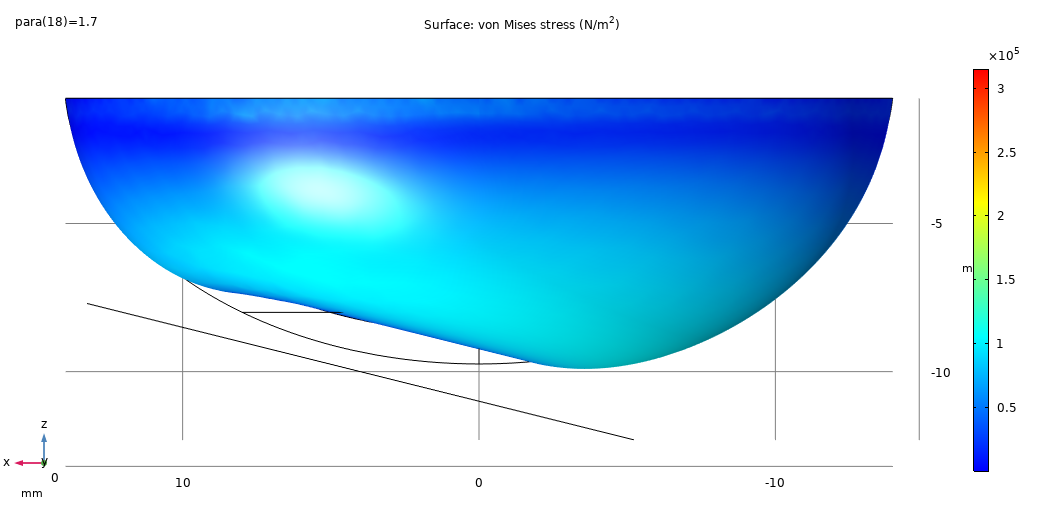 para(18)=1.7
Surface: von Mises stress (N/m²)
×10⁵
3
2.5
2
1.5
1
0.5
-5
m
-10
z
x
y
0
mm
10
0
-10